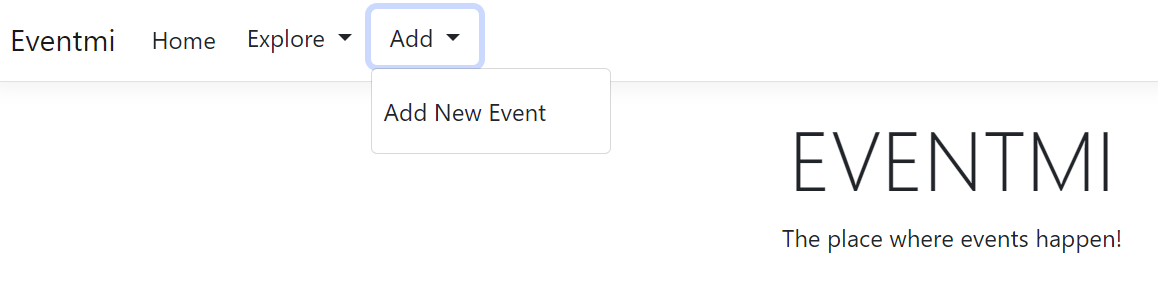 Eventmi Home Explore Add
Add New Event
EVENTMI
The place where events happen!